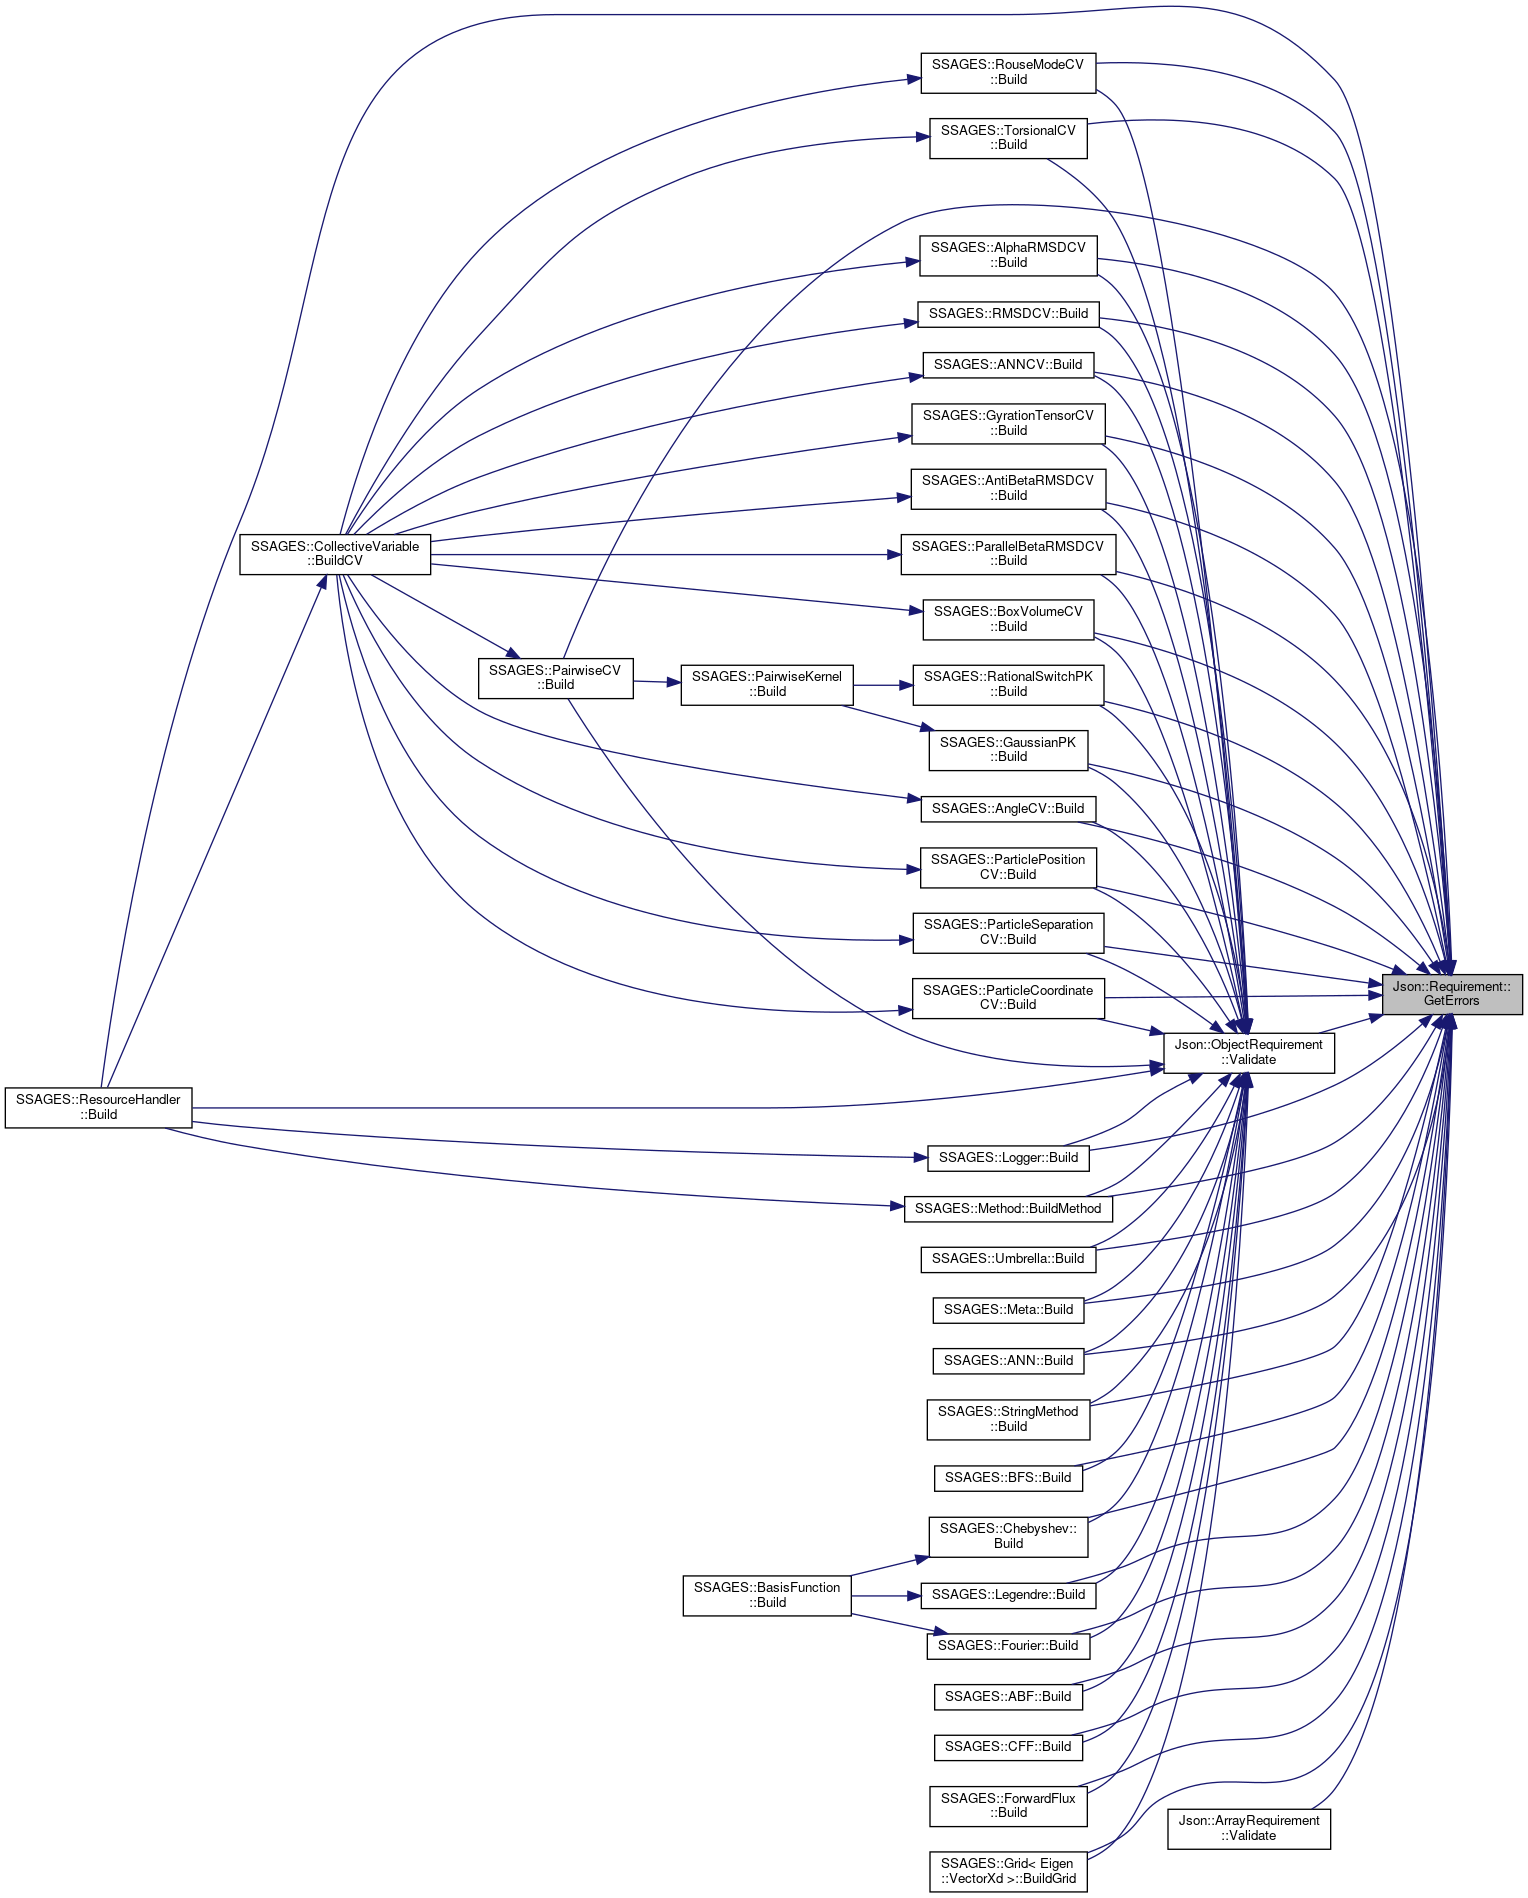 SSAGES::RouseModeCV
::Build
SSAGES::TorsionalCV
::Build
SSAGES::AlphaRMSDCV
::Build
SSAGES::RMSDCV::Build
SSAGES::ANNCV::Build
SSAGES::GyrationTensorCV
::Build
SSAGES::AntiBetaRMSDCV
::Build
SSAGES::CollectiveVariable
::BuildCV
SSAGES::ParallelBetaRMSDCV
::Build
SSAGES::BoxVolumeCV
::Build
SSAGES::PairwiseCV
::Build
SSAGES::PairwiseKernel
::Build
SSAGES::RationalSwitchPK
::Build
SSAGES::GaussianPK
::Build
SSAGES::AngleCV::Build
SSAGES::ParticlePosition
CV::Build
SSAGES::ParticleSeparation
CV::Build
SSAGES::ParticleCoordinate
CV::Build
Json::Requirement::
GetErrors
Json::ObjectRequirement
::Validate
SSAGES::ResourceHandler
::Build
SSAGES::Logger::Build
SSAGES::Method::BuildMethod
SSAGES::Umbrella::Build
SSAGES::Meta::Build
SSAGES::ANN::Build
SSAGES::StringMethod
::Build
SSAGES::BFS::Build
SSAGES::Chebyshev::
Build
SSAGES::BasisFunction
::Build
SSAGES::Legendre::Build
SSAGES::Fourier::Build
SSAGES::ABF::Build
SSAGES::CFF::Build
SSAGES::ForwardFlux
::Build
Json::ArrayRequirement
::Validate
SSAGES::Grid< Eigen
::VectorXd >::BuildGrid